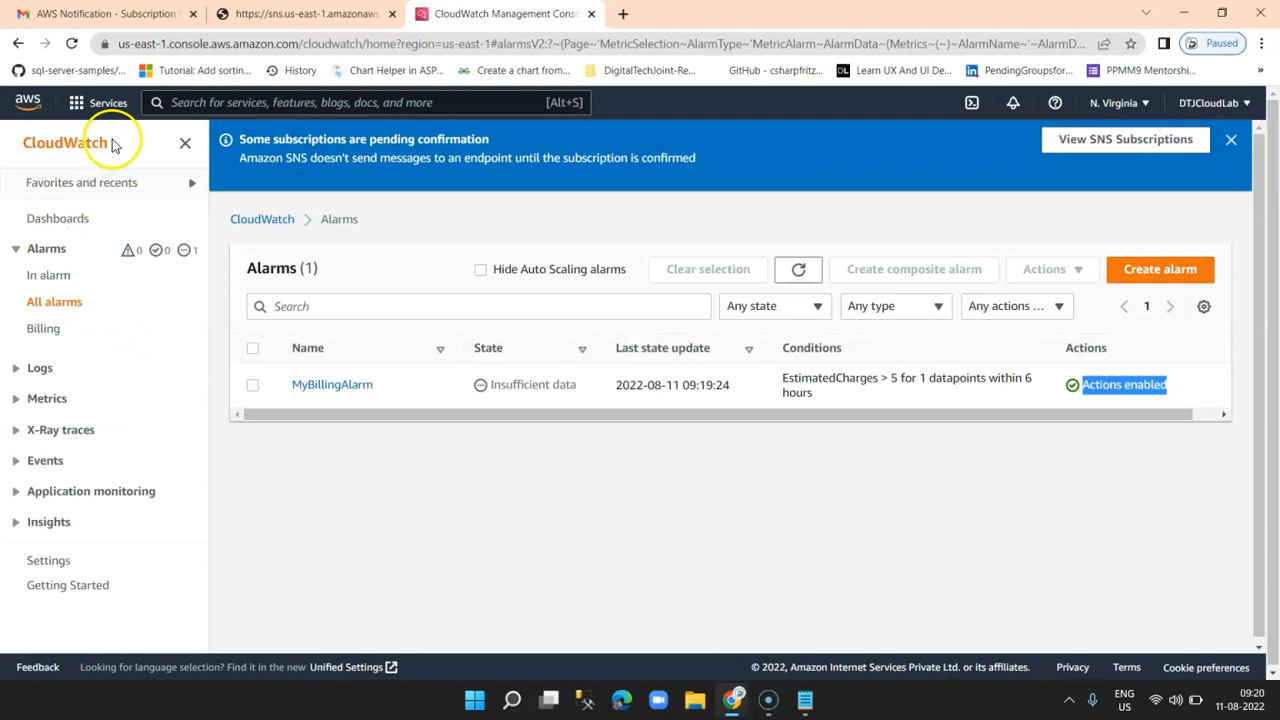 AWS Notification - Subscription C
https://sns.us-east-1.amazonaws
CloudWatch Management Conso
us-east-1.console.aws.amazon.com/cloudwatch/home?region=us-east-1#alarmV2:?~{Page~'MetricSelection~AlarmType~'MetricAlarm~AlarmData~(Metrics~(~)~AlarmName~'~AlarmD...
Paused
sql-server-samples/...
Tutorial: Add sortin...
History
Chart Helper in ASP...
Create a chart from...
DigitalTechJoint-Re...
GitHub - csharpfritz...
Learn UX And UI De...
PendingGroupsfor...
PPMM9 Mentorshi...
»
aws
Services
Search for services, features, blogs, docs, and more
[Alt+S]
N. Virginia
DTJCloudLab
CloudWatch
Favorites and recents
Dashboards
Alarms
0
0
1
In alarm
All alarms
Billing
Logs
Metrics
X-Ray traces
Events
Application monitoring
Insights
Settings
Getting Started
Some subscriptions are pending confirmation
Amazon SNS doesn't send messages to an endpoint until the subscription is confirmed
View SNS Subscriptions
CloudWatch
Alarms
Alarms (1)
Hide Auto Scaling alarms
Clear selection
Create composite alarm
Actions
Create alarm
Search
Any state
Any type
Any actions ...
1
Name
State
Last state update
Conditions
Actions
MyBillingAlarm
Insufficient data
2022-08-11 09:19:24
EstimatedCharges > 5 for 1 datapoints within 6
hours
Actions enabled
Feedback
Looking for language selection? Find it in the new Unified Settings
© 2022, Amazon Internet Services Private Ltd. or its affiliates.
Privacy
Terms
Cookie preferences
ENG
US
09:20
11-08-2022